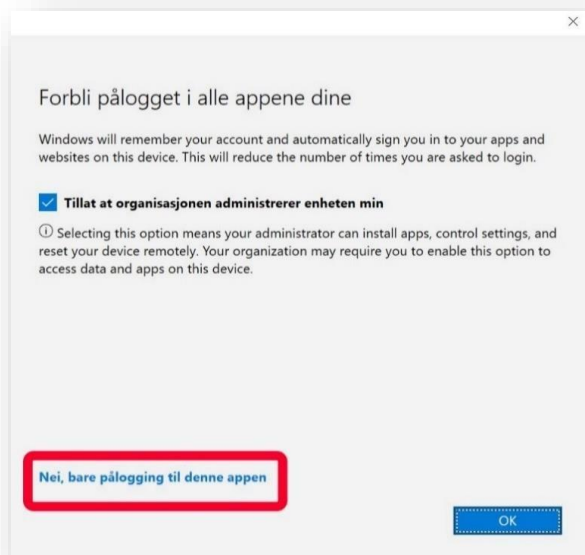 Forbli pålogget i alle appene dine
Windows will remember your account and automatically sign you in to your apps and
websites on this device. This will reduce the number of times you are asked to login.
Tillat at organisasjonen administrerer enheten min
Selecting this option means your administrator can install apps, control settings, and
reset your device remotely. Your organization may require you to enable this option to
access data and apps on this device.
Nei, bare pålogging til denne appen
OK